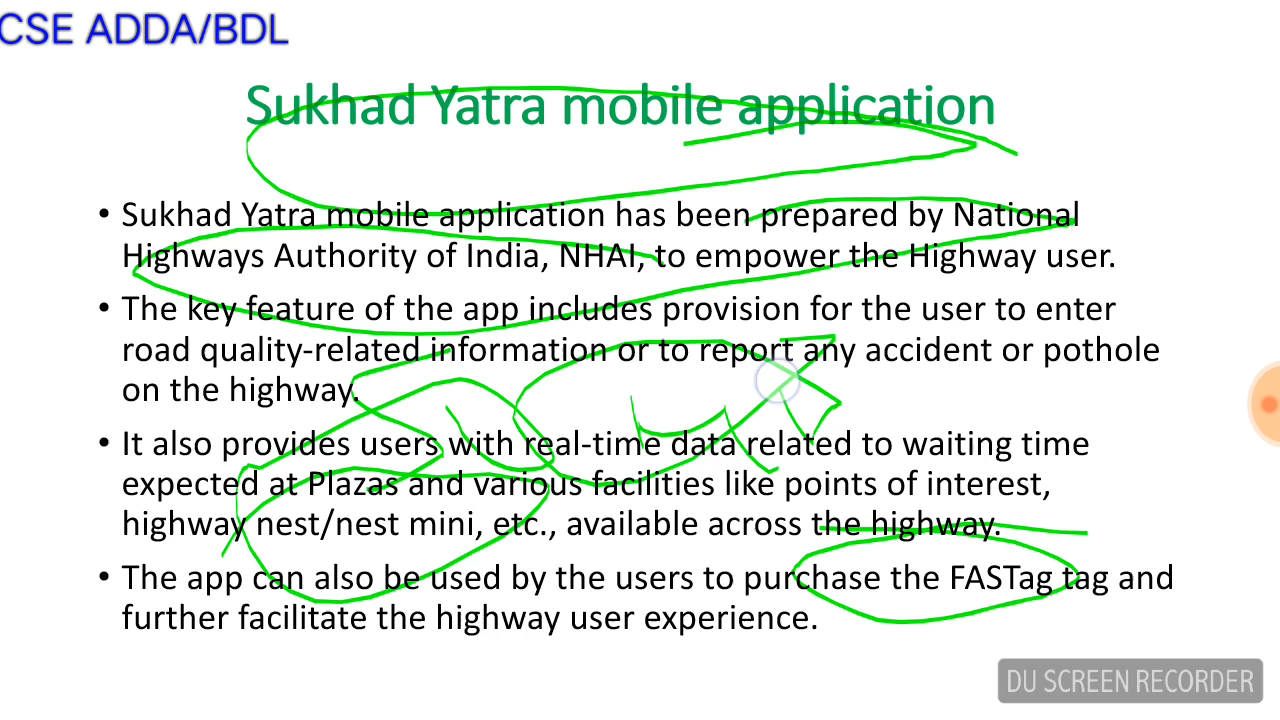 CSE ADDA/BDL
Sukhad Yatra mobile application
• Sukhad Yatra mobile application has been prepared by National
Highways Authority of India, NHAI, to empower the Highway user.
• The key feature of the app includes provision for the user to enter
road quality-related information or to report any accident or pothole
on the highway.
• It also provides users with real-time data related to waiting time
expected at Plazas and various facilities like points of interest,
highway nest/nest mini, etc., available across the highway.
• The app can also be used by the users to purchase the FASTag tag and
further facilitate the highway user experience.
DU SCREEN RECORDER